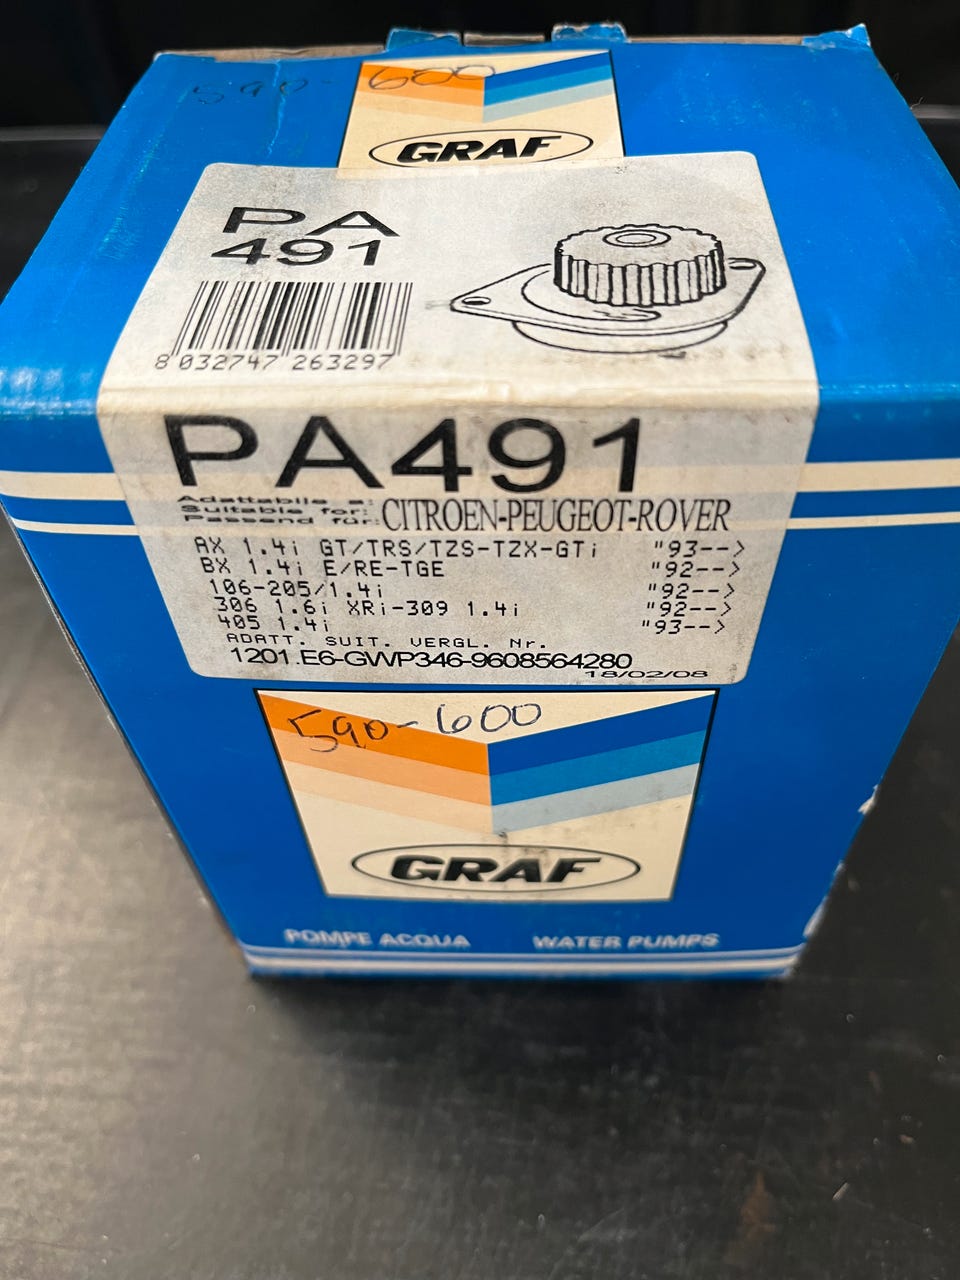 590-600
GRAF
PA
491
8 032747 263297
PA491
Adattabile a:
Suitable for:
Passend für:
CITROEN-PEUGEOT-ROVER
AX 1.4i GT/TRS/TZS-TZX-GTi "93-->
BX 1.4i E/RE-TGE "92-->
106-205/1.4i "92-->
306 1.6i XRi-309 1.4i "92-->
405 1.4i "93-->
ADATT. SUIT. VERGL. Nr.
1201.E6-GWP346-9608564280
18/02/08
590-600
GRAF
POMPE ACQUA WATER PUMPS